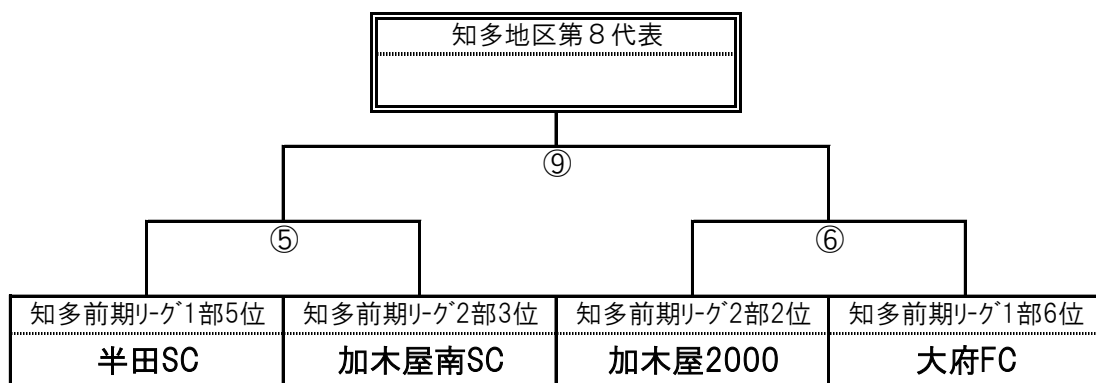 知多地区第8代表
⑨
⑤
⑥
知多前期ﾘｰｸﾞ1部5位
知多前期ﾘｰｸﾞ2部3位
知多前期ﾘｰｸﾞ2部2位
知多前期ﾘｰｸﾞ1部6位
半田SC
加木屋南SC
加木屋2000
大府FC